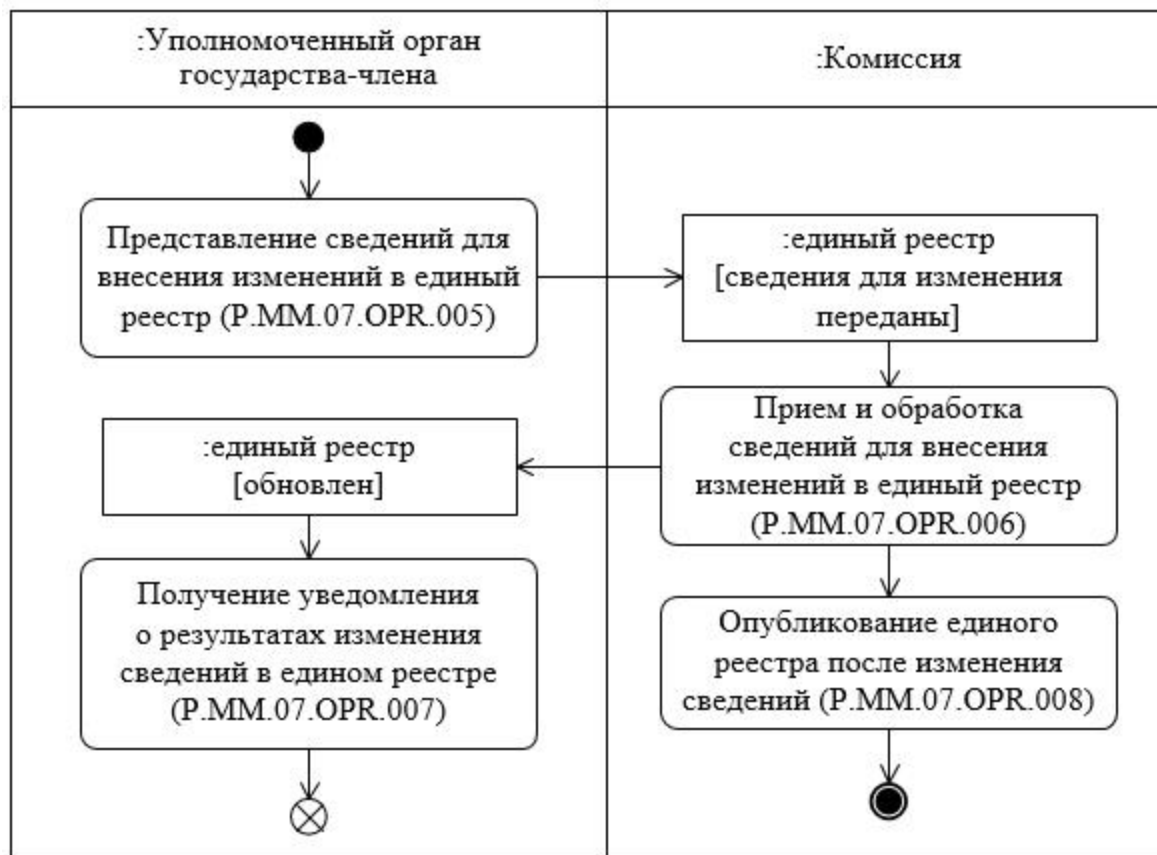 :Уполномоченный орган
государства-члена
:Комиссия
Представление сведений для
внесения изменений в единый
реестр (P.MM.07.OPR.005)
:единый реестр
[сведения для изменения
переданы]
Прием и обработка
сведений для внесения
изменений в единый реестр
(P.MM.07.OPR.006)
:единый реестр
[обновлен]
Получение уведомления
о результатах изменения
сведений в едином реестре
(P.MM.07.OPR.007)
Опубликование единого
реестра после изменения
сведений (P.MM.07.OPR.008)